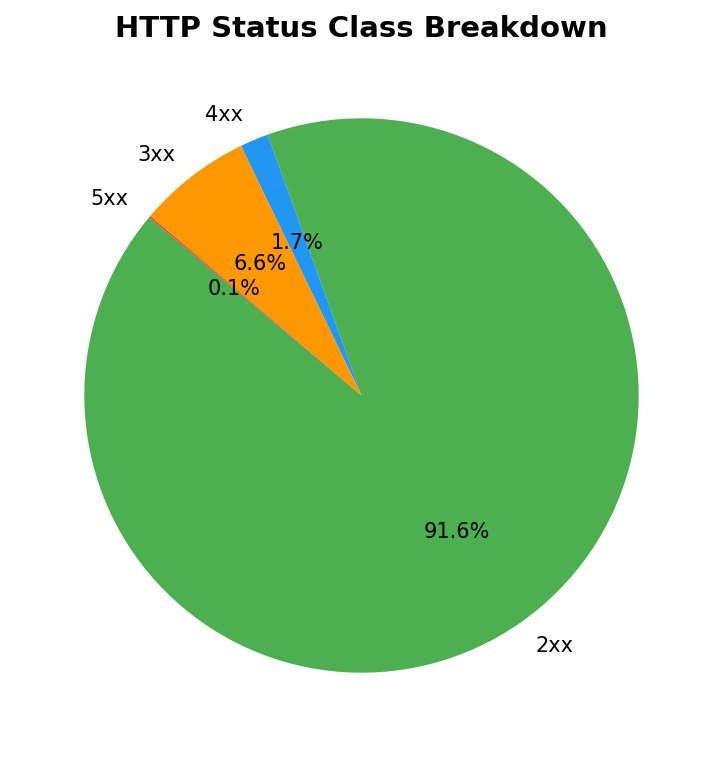 HTTP Status Class Breakdown
4xx
3xx
5xx
1.7%
6.6%
0.1%
91.6%
2xx